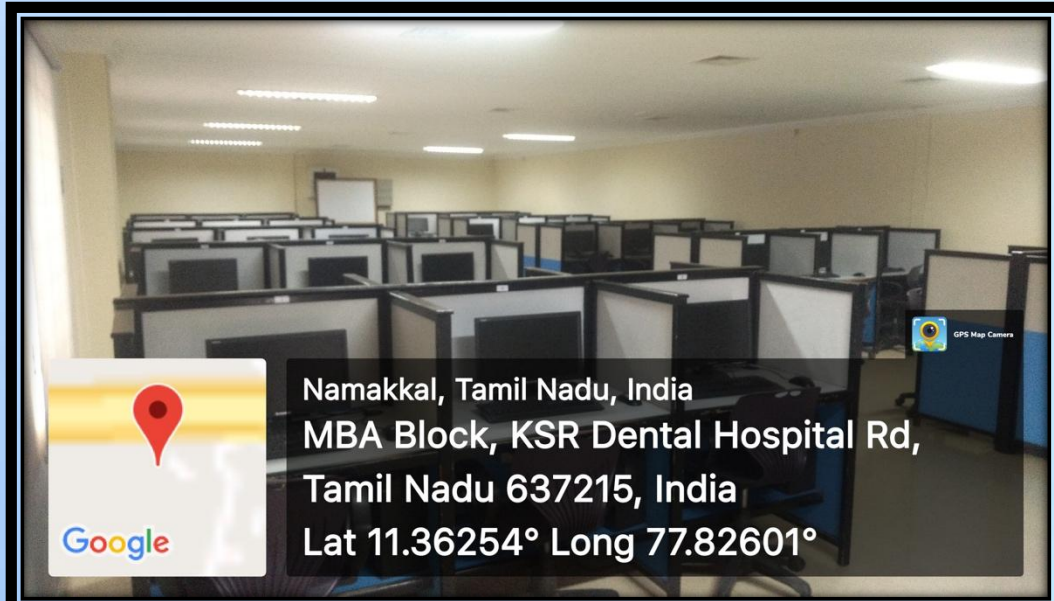 GPS Map Camera
Namakkal, Tamil Nadu, India
MBA Block, KSR Dental Hospital Rd,
Tamil Nadu 637215, India
Lat 11.36254° Long 77.82601°
Google